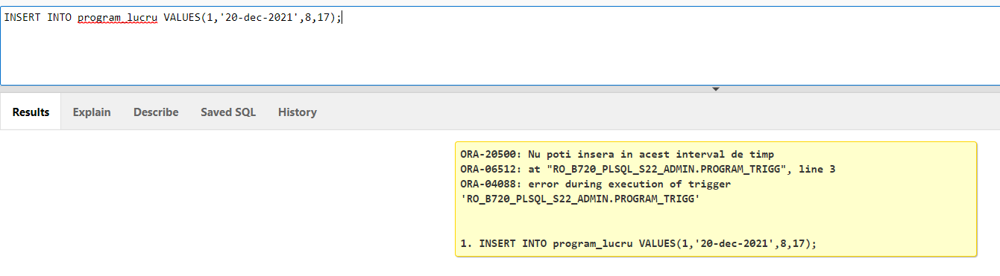 INSERT INTO program_lucru VALUES(1,'20-dec-2021',8,17);
Results Explain Describe Saved SQL History
ORA-20500: Nu poti insera in acest interval de timp
ORA-06512: at "RO_B720_PLSQL_S22_ADMIN.PROGRAM_TRIGG", line 3
ORA-04088: error during execution of trigger
'RO_B720_PLSQL_S22_ADMIN.PROGRAM_TRIGG'
1. INSERT INTO program_lucru VALUES(1,'20-dec-2021',8,17);